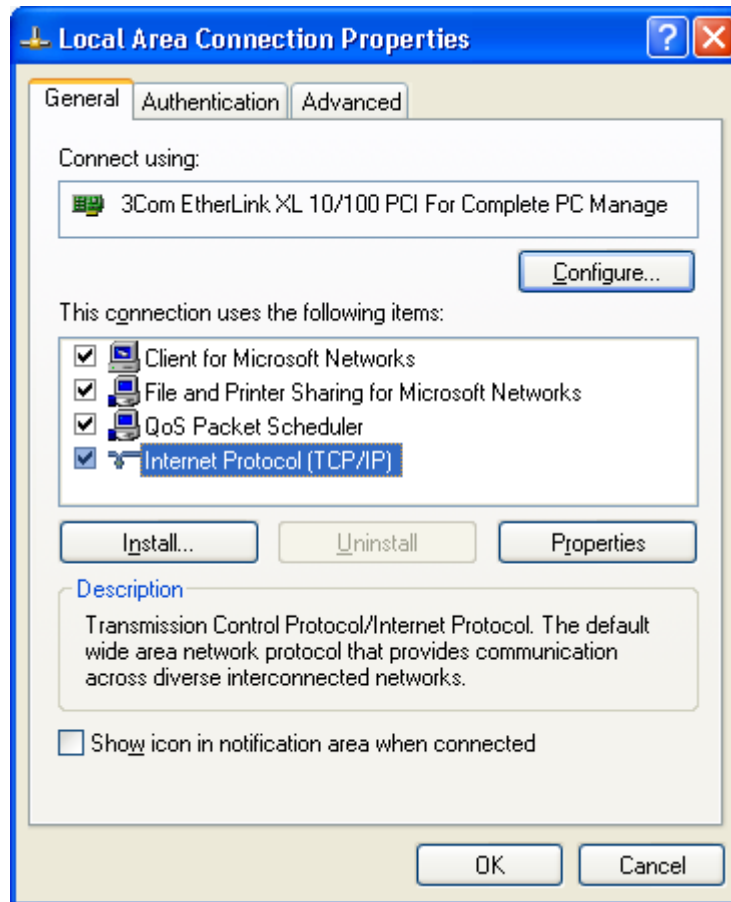 Local Area Connection Properties
General
Authentication
Advanced
Connect using:
3Com EtherLink XL 10/100 PCI For Complete PC Manage
Configure...
This connection uses the following items:
Client for Microsoft Networks
File and Printer Sharing for Microsoft Networks
QoS Packet Scheduler
Internet Protocol (TCP/IP)
Install...
Uninstall
Properties
Description
Transmission Control Protocol/Internet Protocol. The default
wide area network protocol that provides communication
across diverse interconnected networks.
Show icon in notification area when connected
OK
Cancel